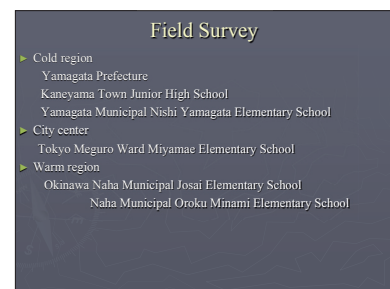 Field Survey
► Cold region
Yamagata Prefecture
Kaneyama Town Junior High School
Yamagata Municipal Nishi Yamagata Elementary School
► City center
Tokyo Meguro Ward Miyamae Elementary School
► Warm region
Okinawa Naha Municipal Josai Elementary School
Naha Municipal Oroku Minami Elementary School